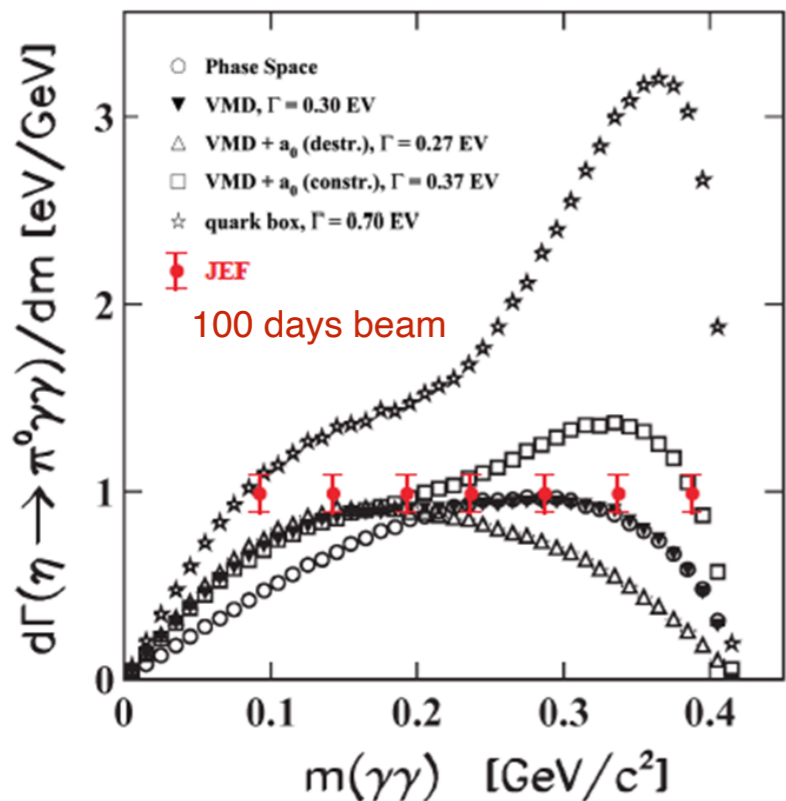 dΓ(η → π⁰γγ)/dm [eV/GeV]
3
2
1
0
Phase Space
VMD, Γ = 0.30 EV
VMD + a₀ (destr.), Γ = 0.27 EV
VMD + a₀ (constr.), Γ = 0.37 EV
quark box, Γ = 0.70 EV
JEF
100 days beam
0 0.1 0.2 0.3 0.4
m(γγ) [GeV/c²]